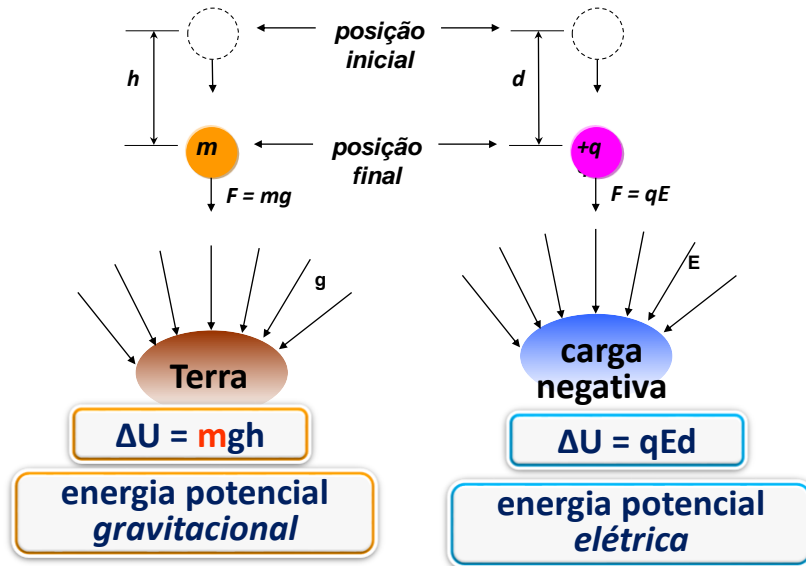 posição
inicial
h
d
m
posição
final
+q
F = mg
F = qE
g
E
Terra
carga
negativa
ΔU = mgh
ΔU = qEd
energia potencial
gravitacional
energia potencial
elétrica